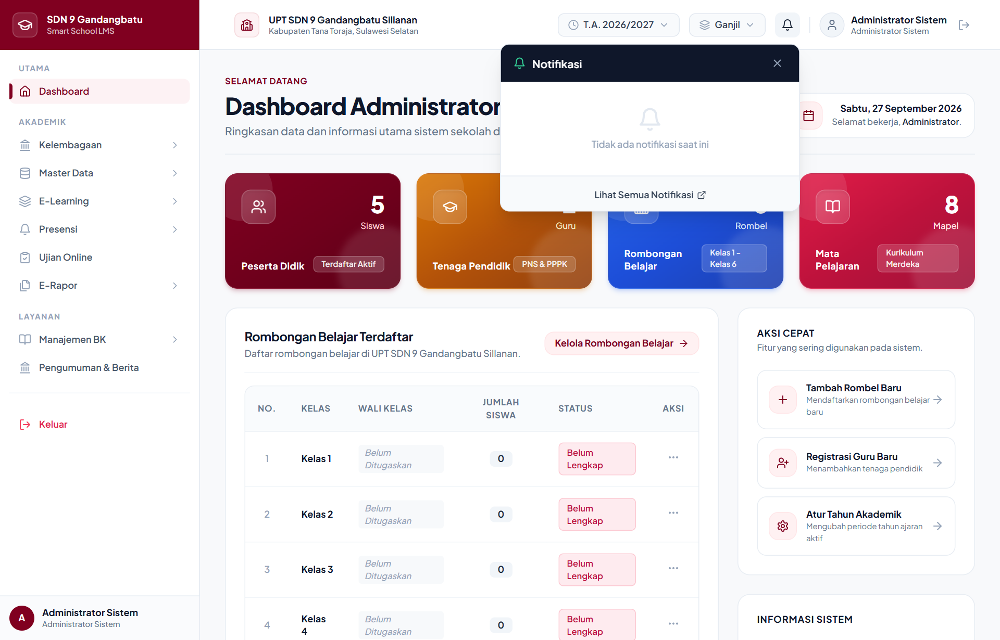 SDN 9 Gandangbatu
Smart School LMS
UPT SDN 9 Gandangbatu Sillanan
Kabupaten Tana Toraja, Sulawesi Selatan
T.A. 2026/2027
Ganjil
Administrator Sistem
Administrator Sistem
UTAMA
Dashboard
AKADEMIK
Kelembagaan
Master Data
E-Learning
Presensi
Ujian Online
E-Rapor
LAYANAN
Manajemen BK
Pengumuman & Berita
Keluar
A
Administrator Sistem
Administrator Sistem
SELAMAT DATANG
Dashboard Administrator
Ringkasan data dan informasi utama sistem sekolah
Notifikasi
Tidak ada notifikasi saat ini
Lihat Semua Notifikasi
Sabtu, 27 September 2026
Selamat bekerja, Administrator.
5
Siswa
Peserta Didik
Terdaftar Aktif
Guru
Tenaga Pendidik
PNS & PPPK
Rombel
Rombongan
Belajar
Kelas 1 -
Kelas 6
8
Mapel
Mata
Pelajaran
Kurikulum
Merdeka
Rombongan Belajar Terdaftar
Daftar rombongan belajar di UPT SDN 9 Gandangbatu Sillanan.
Kelola Rombongan Belajar
NO. KELAS WALI KELAS JUMLAH SISWA STATUS AKSI
1 Kelas 1 Belum Ditugaskan 0 Belum Lengkap
2 Kelas 2 Belum Ditugaskan 0 Belum Lengkap
3 Kelas 3 Belum Ditugaskan 0 Belum Lengkap
4 Kelas 4 Belum Ditugaskan 0 Belum Lengkap
AKSI CEPAT
Fitur yang sering digunakan pada sistem.
Tambah Rombel Baru
Mendaftarkan rombongan belajar
baru
Registrasi Guru Baru
Menambahkan tenaga pendidik
Atur Tahun Akademik
Mengubah periode tahun ajaran
aktif
INFORMASI SISTEM